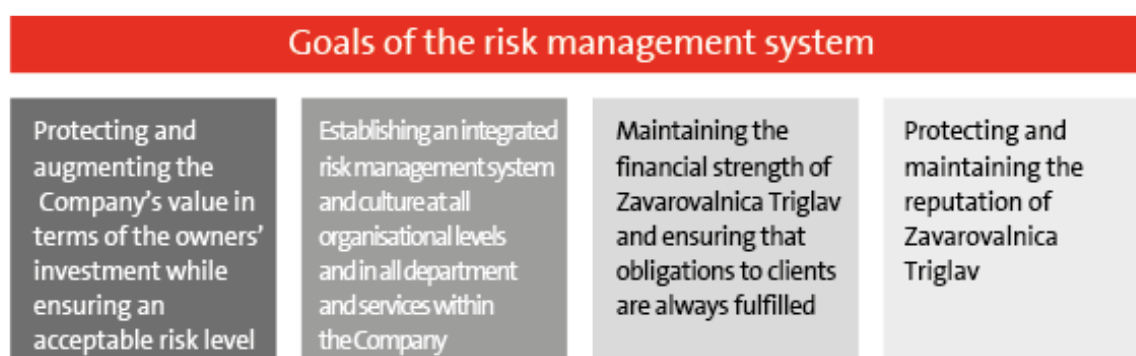 Goals of the risk management system
Protecting and
augmenting the
Company’s value in
terms of the owners’
investment while
ensuring an
acceptable risk level
Establishing an integrated
risk management system
and culture at all
organisational levels
and in all department
and services within
the Company
Maintaining the
financial strength of
Zavarovalnica Triglav
and ensuring that
obligations to clients
are always fulfilled
Protecting and
maintaining the
reputation of
Zavarovalnica
Triglav